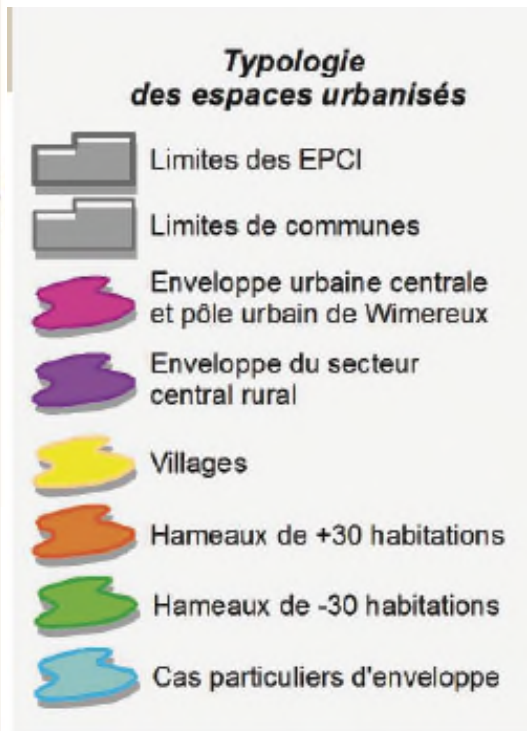 Typologie
des espaces urbanisés
Limites des EPCI
Limites de communes
Enveloppe urbaine centrale
et pôle urbain de Wimereux
Enveloppe du secteur
central rural
Villages
Hameaux de +30 habitations
Hameaux de -30 habitations
Cas particuliers d'enveloppe